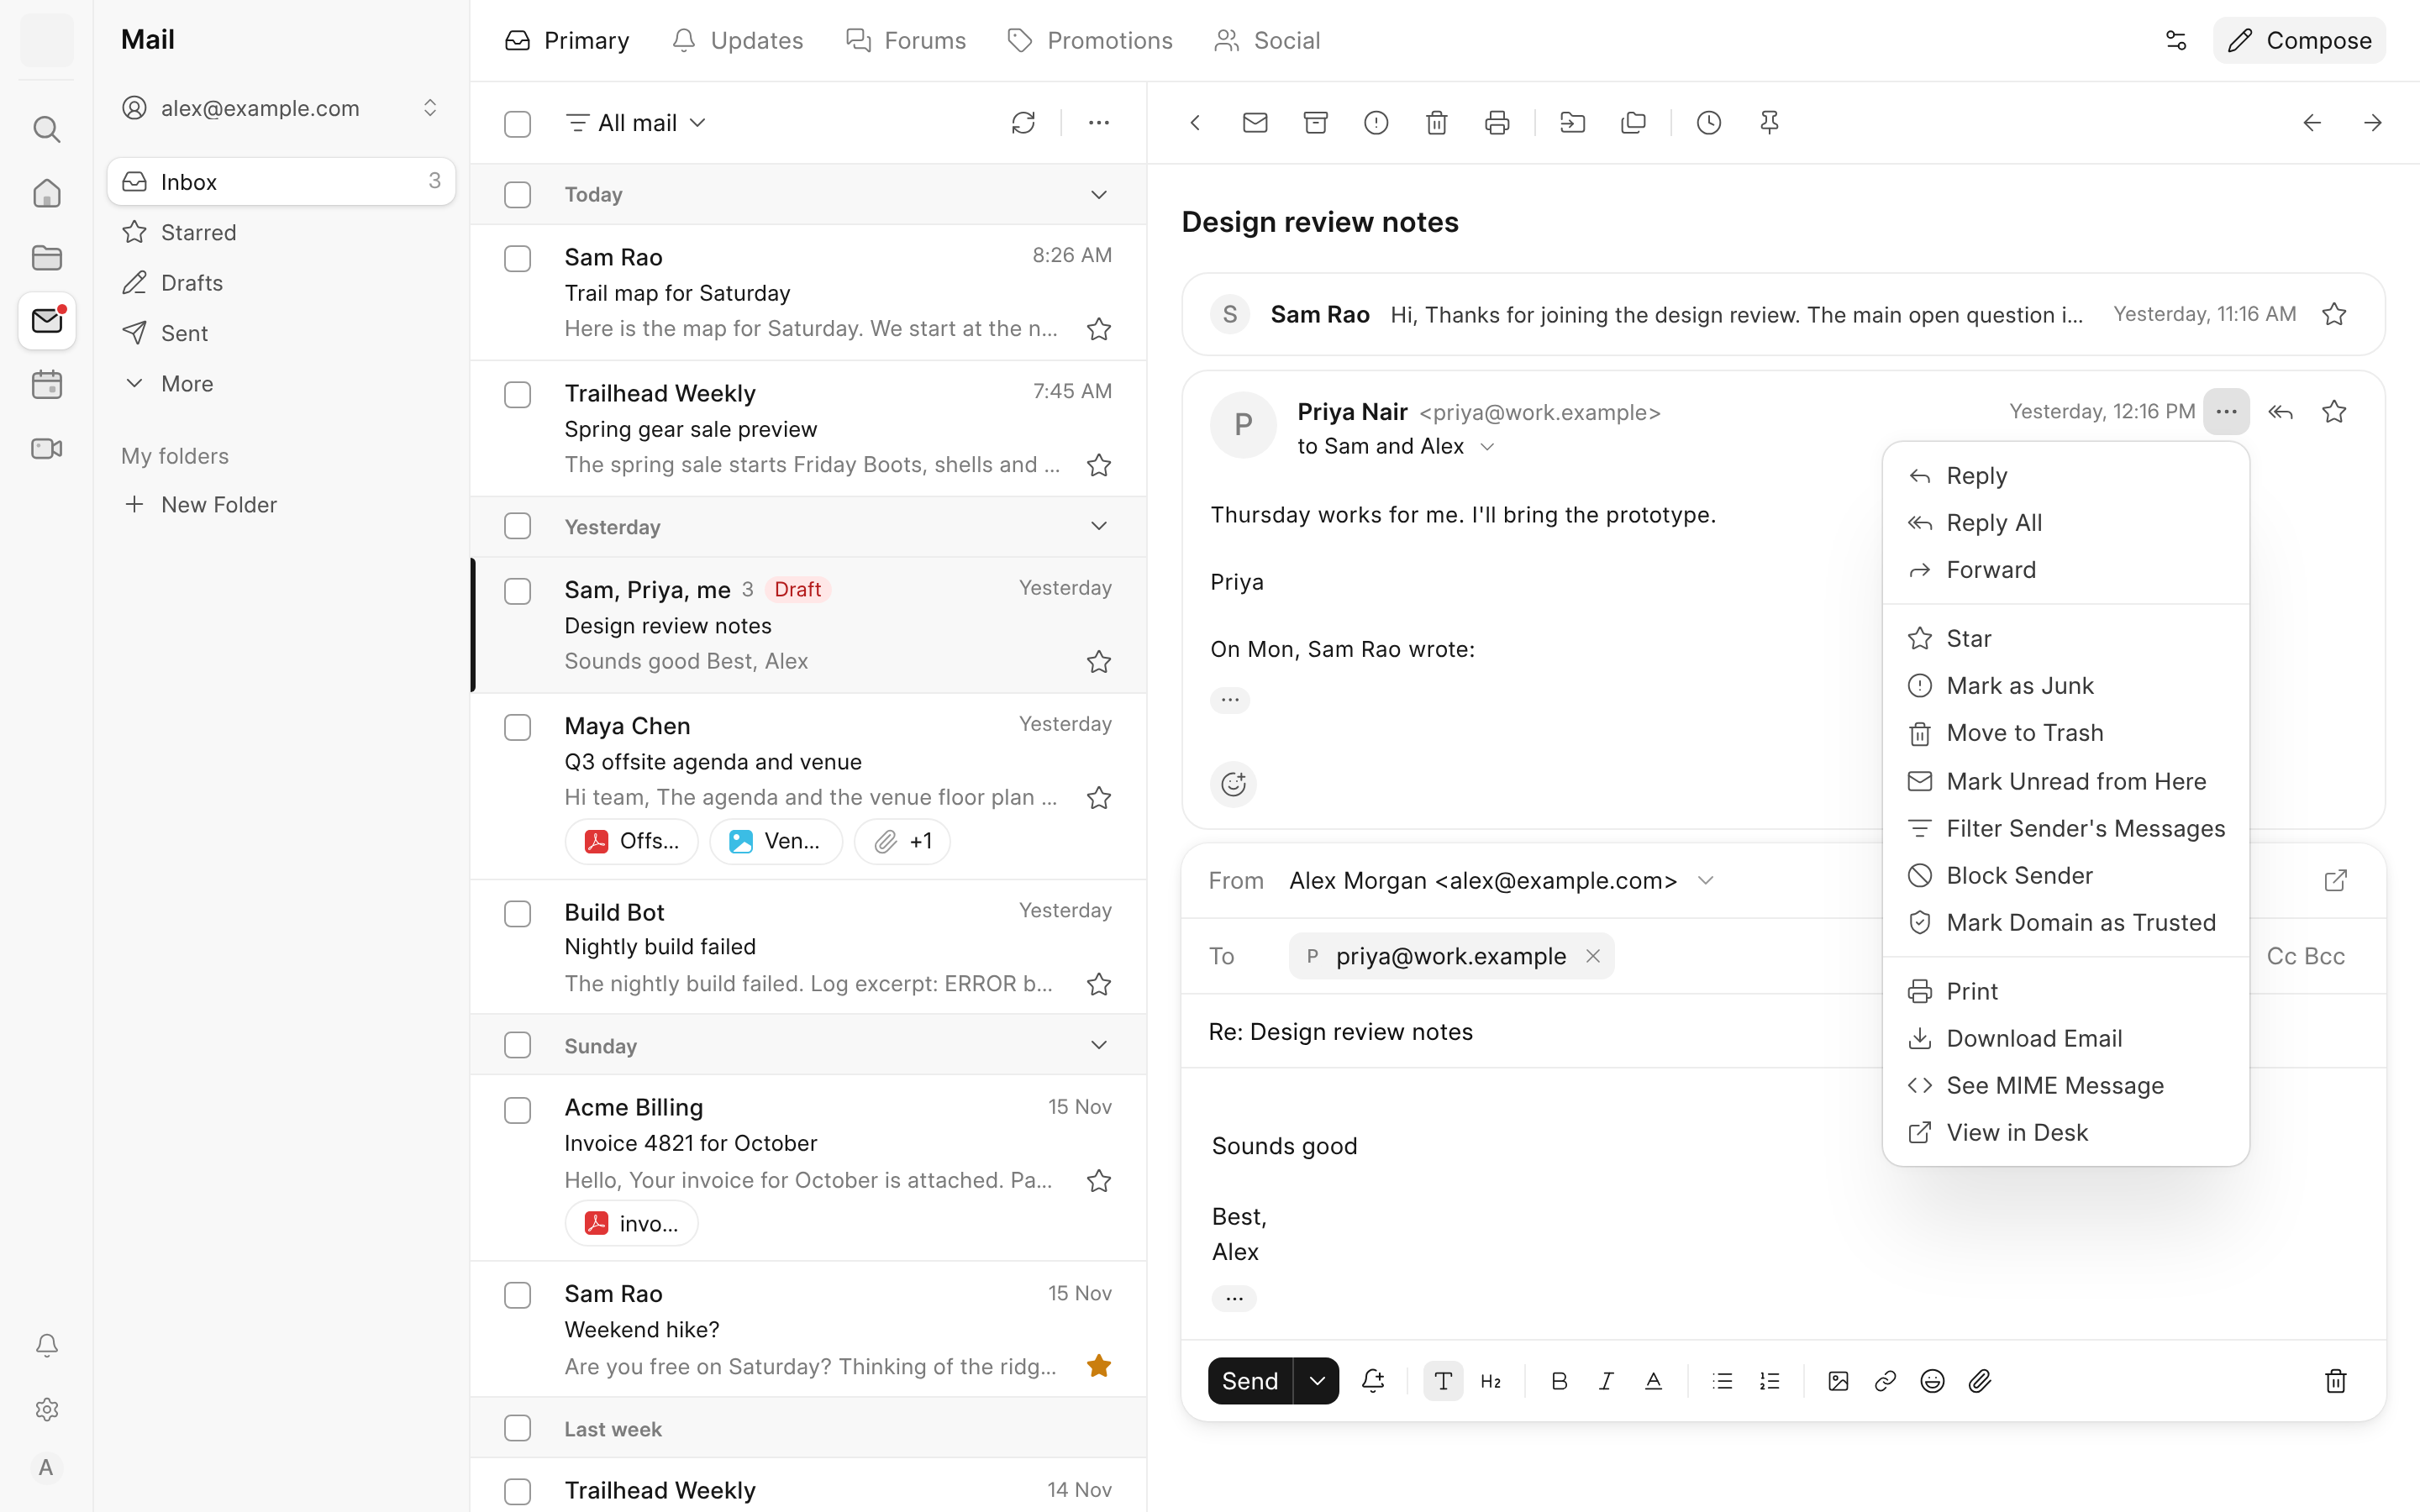 Mail
alex@example.com
Inbox 3
Starred
Drafts
Sent
More
My folders
New Folder
A
Primary Updates Forums Promotions Social Compose
All mail
Today
Sam Rao 8:26 AM
Trail map for Saturday
Here is the map for Saturday. We start at the n...
Trailhead Weekly 7:45 AM
Spring gear sale preview
The spring sale starts Friday Boots, shells and ...
Yesterday
Sam, Priya, me 3 Draft Yesterday
Design review notes
Sounds good Best, Alex
Maya Chen Yesterday
Q3 offsite agenda and venue
Hi team, The agenda and the venue floor plan ...
Offs... Ven... +1
Build Bot Yesterday
Nightly build failed
The nightly build failed. Log excerpt: ERROR b...
Sunday
Acme Billing 15 Nov
Invoice 4821 for October
Hello, Your invoice for October is attached. Pa...
invo...
Sam Rao 15 Nov
Weekend hike?
Are you free on Saturday? Thinking of the ridg...
Last week
Trailhead Weekly 14 Nov
Design review notes
S Sam Rao Hi, Thanks for joining the design review. The main open question i... Yesterday, 11:16 AM
P Priya Nair <priya@work.example> Yesterday, 12:16 PM
to Sam and Alex
Thursday works for me. I'll bring the prototype.
Priya
On Mon, Sam Rao wrote:
Reply
Reply All
Forward
Star
Mark as Junk
Move to Trash
Mark Unread from Here
Filter Sender's Messages
Block Sender
Mark Domain as Trusted
Print
Download Email
See MIME Message
View in Desk
From Alex Morgan <alex@example.com>
To P priya@work.example Cc Bcc
Re: Design review notes
Sounds good
Best,
Alex
Send T H2 B I A